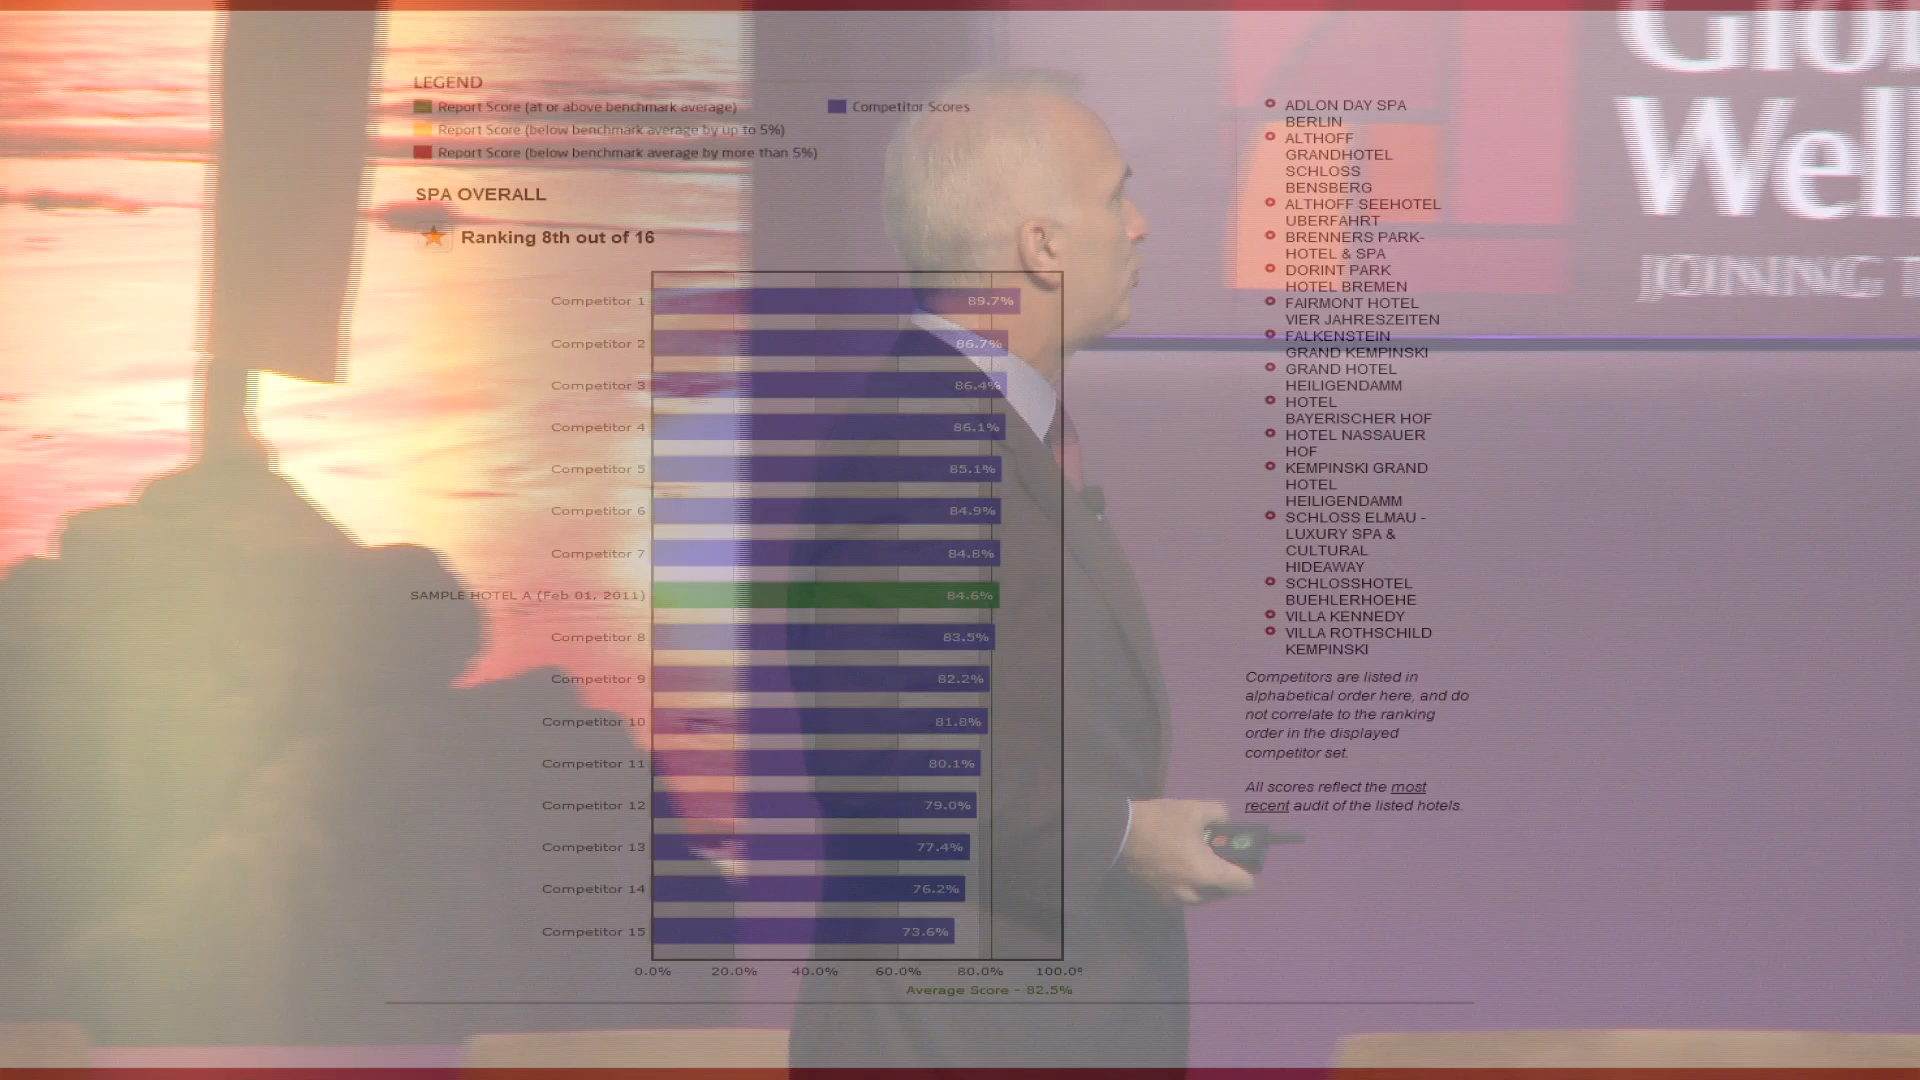 LEGEND
Report Score (at or above benchmark average)
Competitor Scores
Report Score (below benchmark average by up to 5%)
Report Score (below benchmark average by more than 5%)
SPA OVERALL
Ranking 8th out of 16
Competitor 1 89.7%
Competitor 2 86.7%
Competitor 3 86.4%
Competitor 4 86.1%
Competitor 5 85.1%
Competitor 6 84.9%
Competitor 7 84.8%
SAMPLE HOTEL A (Feb 01, 2011) 84.6%
Competitor 8 83.5%
Competitor 9 82.2%
Competitor 10 81.8%
Competitor 11 80.1%
Competitor 12 79.0%
Competitor 13 77.4%
Competitor 14 76.2%
Competitor 15 73.6%
0.0% 20.0% 40.0% 60.0% 80.0% 100.0
Average Score - 82.5%
ADLON DAY SPA
BERLIN
ALTHOFF
GRANDHOTEL
SCHLOSS
BENSBERG
ALTHOFF SEEHOTEL
UBERFAHRT
BRENNERS PARK-
HOTEL & SPA
DORINT PARK
HOTEL BREMEN
FAIRMONT HOTEL
VIER JAHRESZEITEN
FALKENSTEIN
GRAND KEMPINSKI
GRAND HOTEL
HEILIGENDAMM
HOTEL
BAYERISCHER HOF
HOTEL NASSAUER
HOF
KEMPINSKI GRAND
HOTEL
HEILIGENDAMM
SCHLOSS ELMAU -
LUXURY SPA &
CULTURAL
HIDEAWAY
SCHLOSSHOTEL
BUEHLERHOEHE
VILLA KENNEDY
VILLA ROTHSCHILD
KEMPINSKI
Competitors are listed in
alphabetical order here, and do
not correlate to the ranking
order in the displayed
competitor set.
All scores reflect the most
recent audit of the listed hotels.
Glo
Well
JOINING T